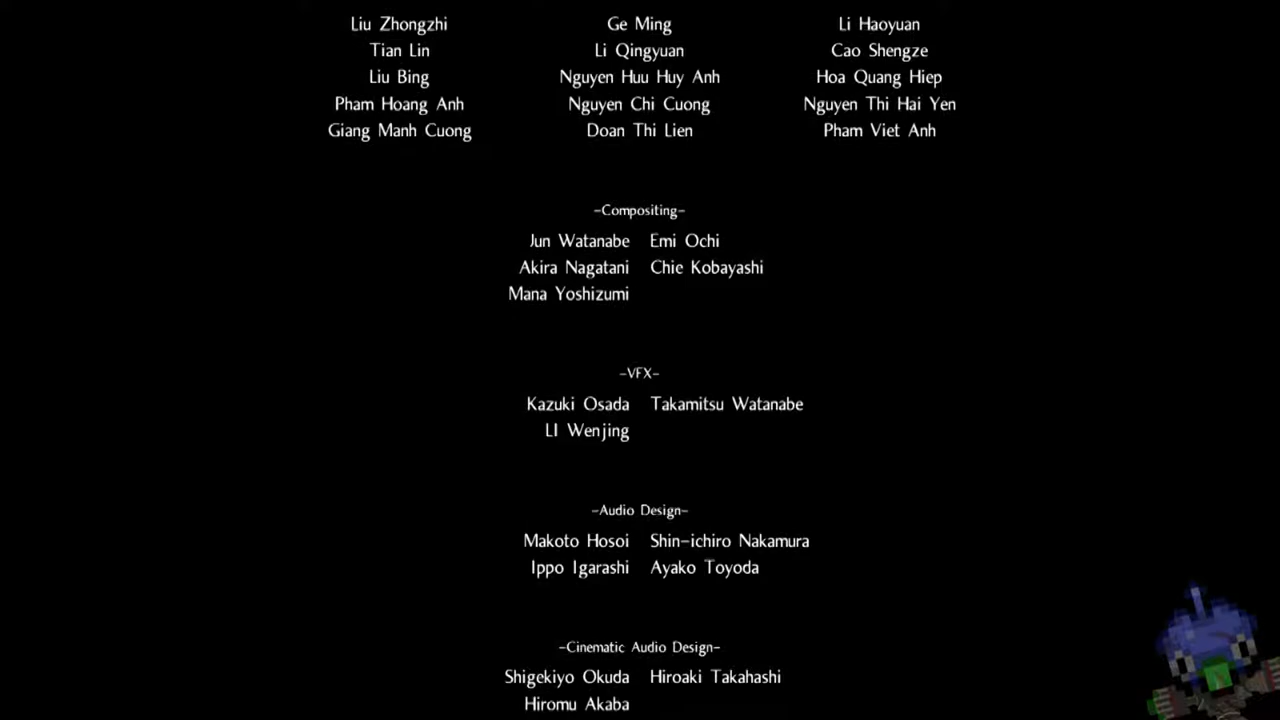 Liu Zhongzhi Ge Ming Li Haoyuan
Tian Lin Li Qingyuan Cao Shengze
Liu Bing Nguyen Huu Huy Anh Hoa Quang Hiep
Pham Hoang Anh Nguyen Chi Cuong Nguyen Thi Hai Yen
Giang Manh Cuong Doan Thi Lien Pham Viet Anh
-Compositing-
Jun Watanabe Emi Ochi
Akira Nagatani Chie Kobayashi
Mana Yoshizumi
-VFX-
Kazuki Osada Takamitsu Watanabe
LI Wenjing
-Audio Design-
Makoto Hosoi Shin-ichiro Nakamura
Ippo Igarashi Ayako Toyoda
-Cinematic Audio Design-
Shigekiyo Okuda Hiroaki Takahashi
Hiromu Akaba